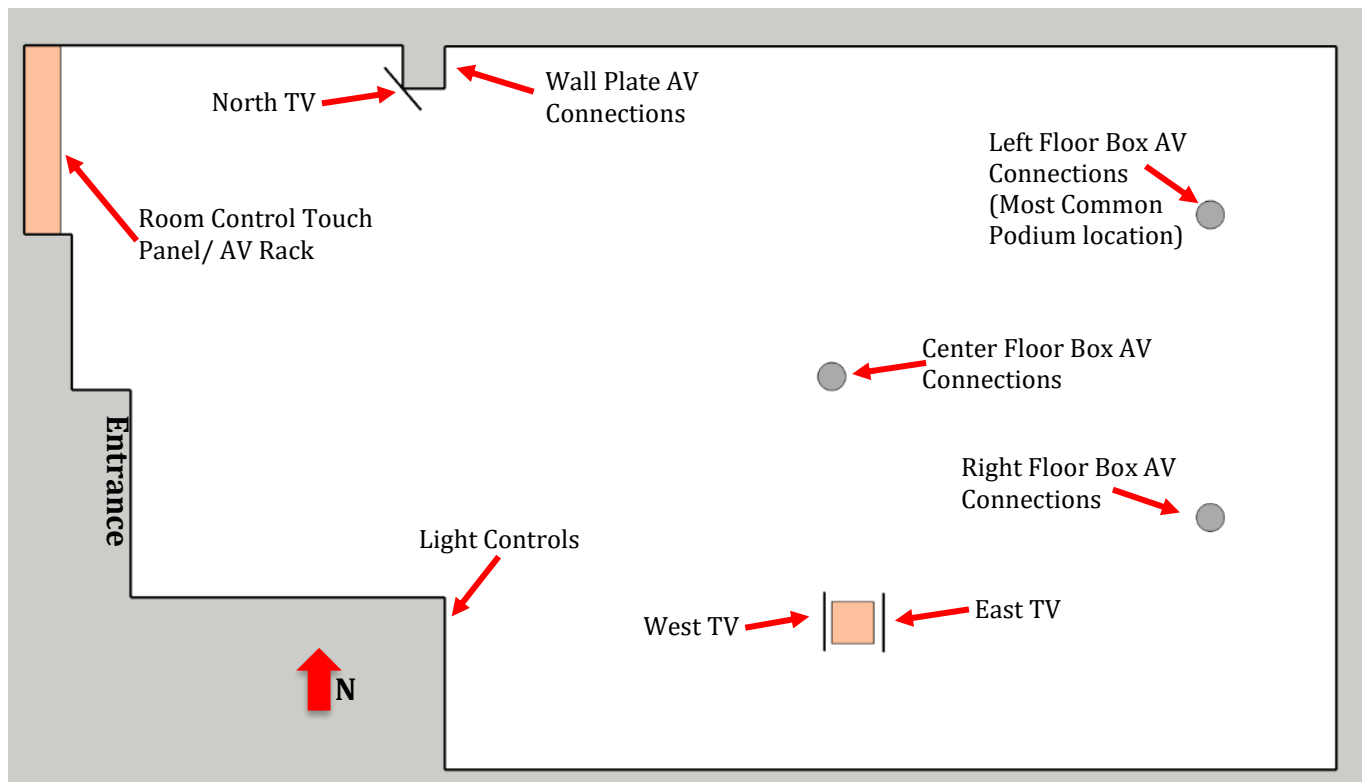 North TV
Wall Plate AV
Connections
Left Floor Box AV
Connections
(Most Common
Podium location)
Room Control Touch
Panel/ AV Rack
Center Floor Box AV
Connections
Entrance
Right Floor Box AV
Connections
Light Controls
West TV
East TV
N